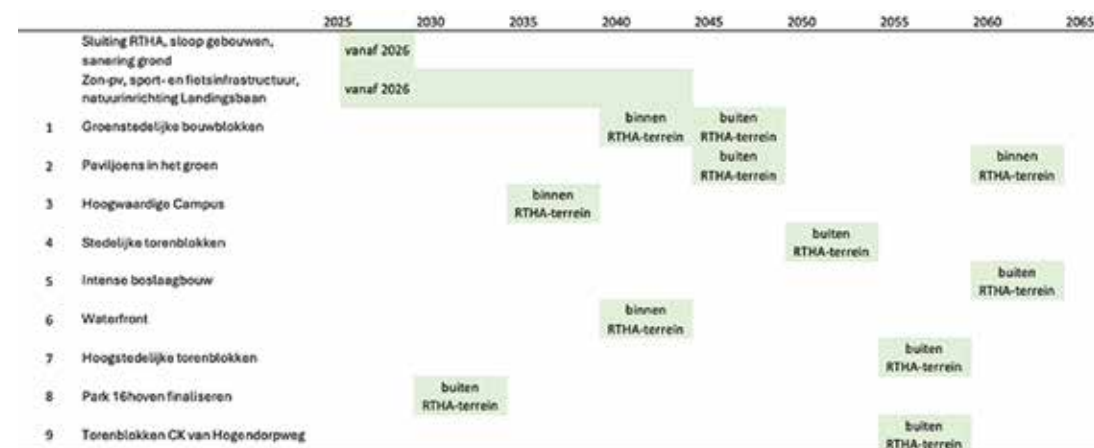 2025 2030 2035 2040 2045 2050 2055 2060 2065
Sluiting RTHA, sloop gebouwen,
sanering grond
vanaf 2026
Zon-pv, sport- en fietsinfrastructuur,
natuurinrichting Landingsbaan
vanaf 2026
1 Groenstedelijke bouwblokken
binnen
RTHA-terrein
buiten
RTHA-terrein
2 Paviljoens in het groen
buiten
RTHA-terrein
binnen
RTHA-terrein
3 Hoogwaardige Campus
binnen
RTHA-terrein
4 Stedelijke torenblokken
buiten
RTHA-terrein
5 Intense boslaagbouw
buiten
RTHA-terrein
6 Waterfront
binnen
RTHA-terrein
7 Hoogstedelijke torenblokken
buiten
RTHA-terrein
8 Park 16hoven finaliseren
buiten
RTHA-terrein
9 Torenblokken CK van Hogendorpweg
buiten
RTHA-terrein